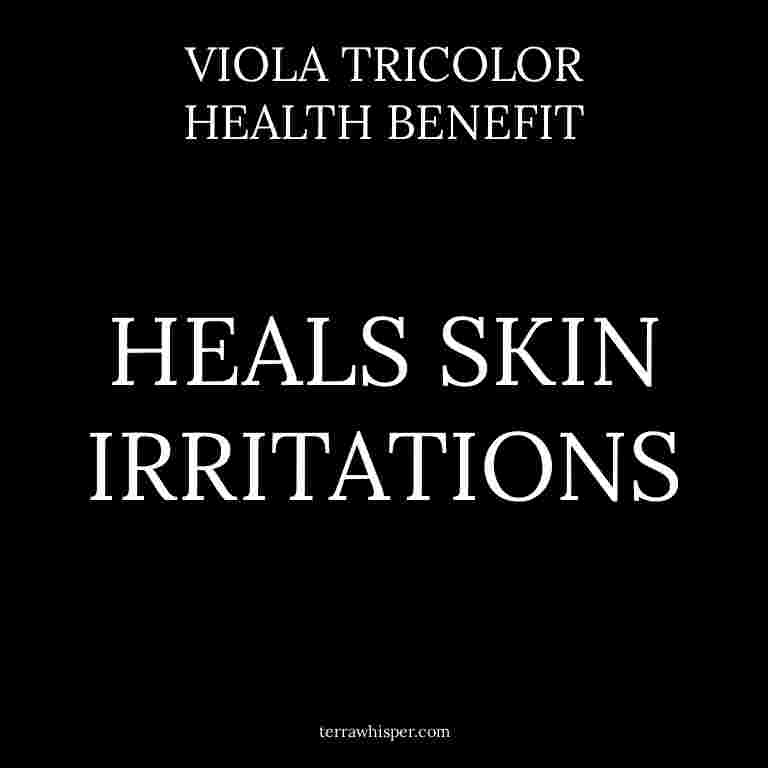 VIOLA TRICOLOR
HEALTH BENEFIT
HEALS SKIN
IRRITATIONS
terrawhisper.com